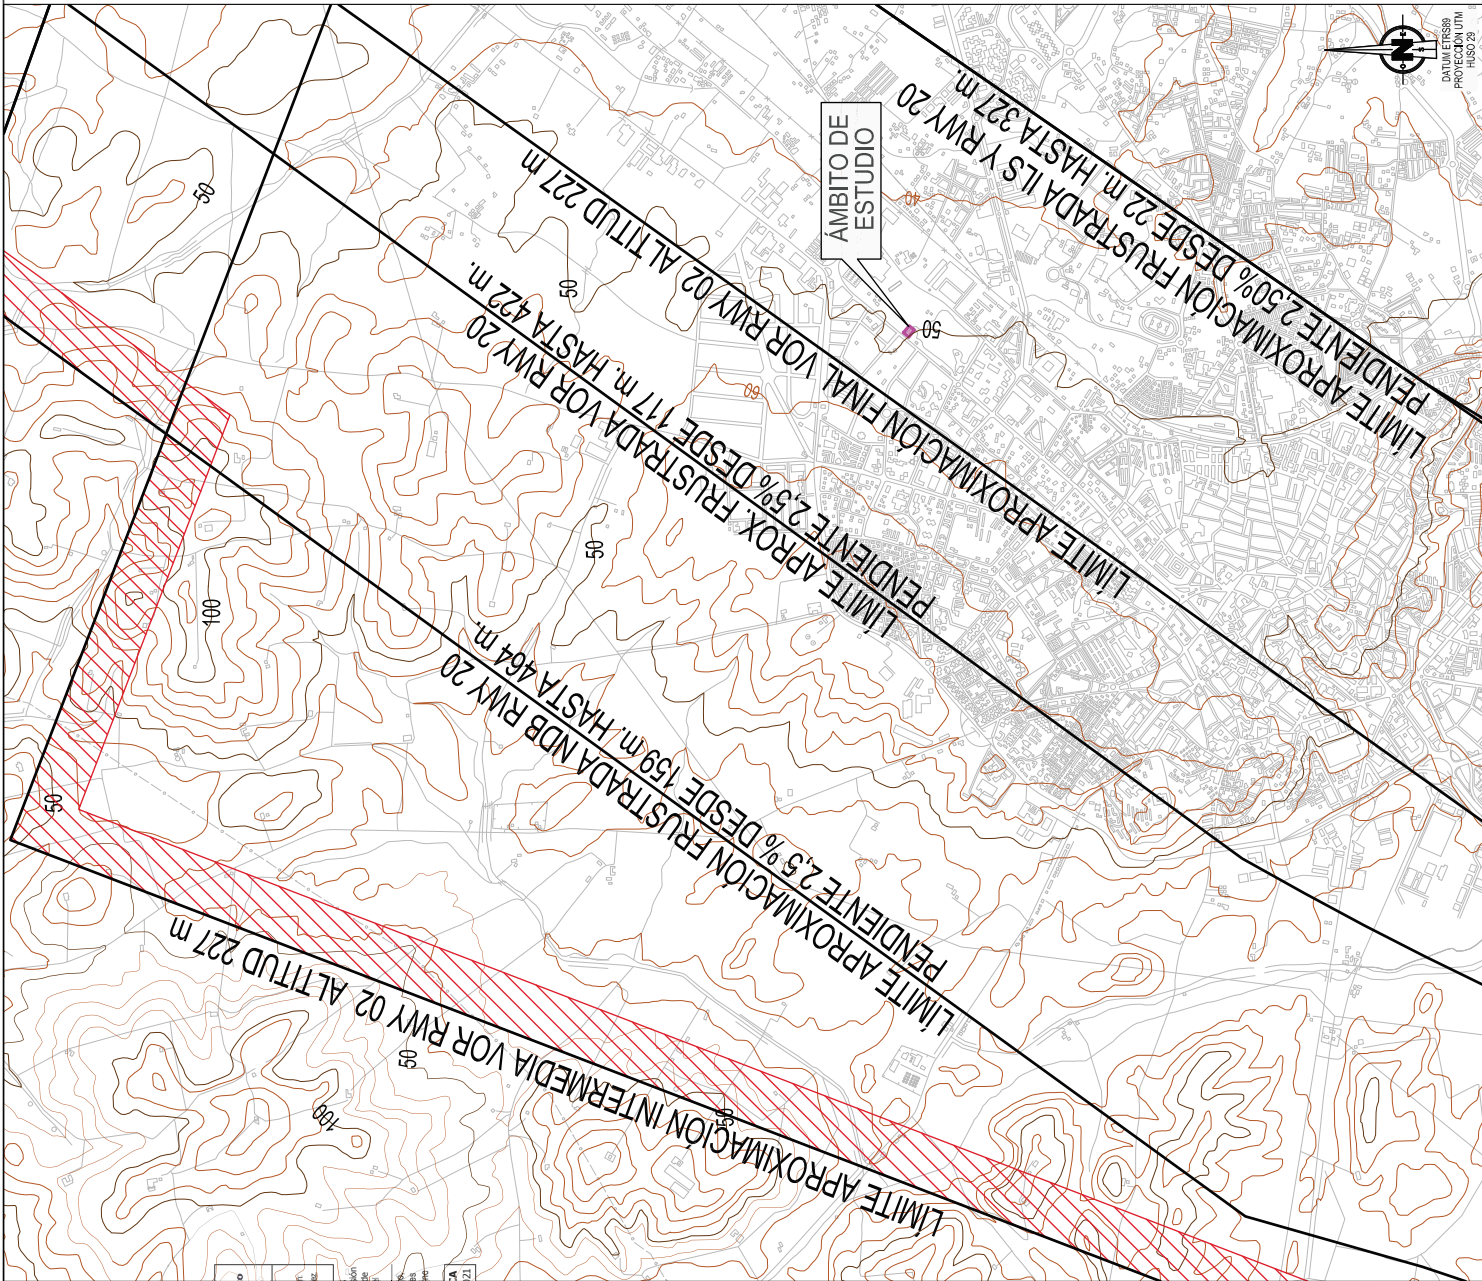 LÍMITE APROXIMACIÓN INTERMEDIA VOR RWY 02 ALTITUD 227 m
LÍMITE APROXIMACIÓN FRUSTRADA NDB RWY 20
PENDIENTE 2,5% DESDE 159 m. HASTA 464 m.
LÍMITE APROX. FRUSTRADA VOR RWY 20
PENDIENTE 2,5% DESDE 117 m. HASTA 422 m.
LÍMITE APROXIMACIÓN FINAL VOR RWY 02 ALTITUD 227 m
LÍMITE APROXIMACIÓN FRUSTRADA ILS Y RWY 20
PENDIENTE 2,50% DESDE 22 m. HASTA 327 m.
ÁMBITO DE
ESTUDIO
50
50
50
50
50
50
50
100
100
60
40
N
S
E
O
DATUM ETRS89
PROYECCIÓN UTM
HUSO 29